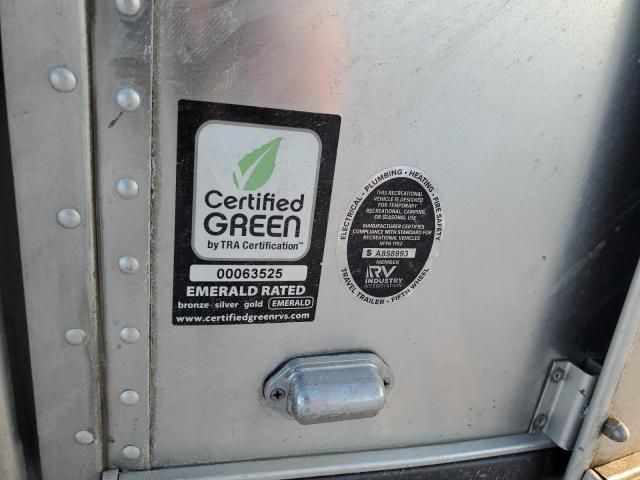 Certified
GREEN
by TRA Certification™
00063525
EMERALD RATED
bronze silver gold EMERALD
www.certifiedgreenrvs.com
ELECTRICAL - PLUMBING - HEATING - FIRE SAFETY
THIS RECREATIONAL
VEHICLE IS DESIGNED
FOR TEMPORARY
RECREATIONAL, CAMPING
OR SEASONAL USE
MANUFACTURER CERTIFIES
COMPLIANCE WITH STANDARD FOR
RECREATIONAL VEHICLES
NFPA 1192
S A858993
MEMBER
RV
INDUSTRY
ASSOCIATION
TRAVEL TRAILER - FIFTH WHEEL